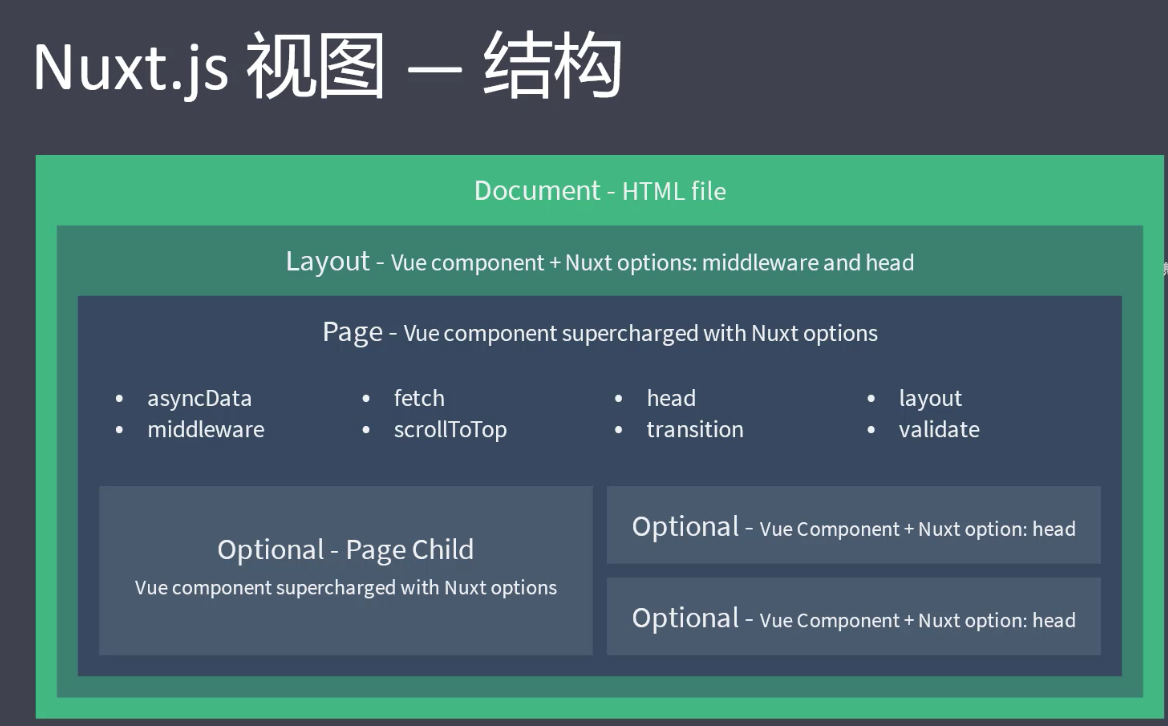 Nuxt.js 视图 — 结构
Document - HTML file
Layout - Vue component + Nuxt options: middleware and head
Page - Vue component supercharged with Nuxt options
• asyncData • fetch • head • layout
• middleware • scrollToTop • transition • validate
Optional - Page Child
Vue component supercharged with Nuxt options
Optional - Vue Component + Nuxt option: head
Optional - Vue Component + Nuxt option: head